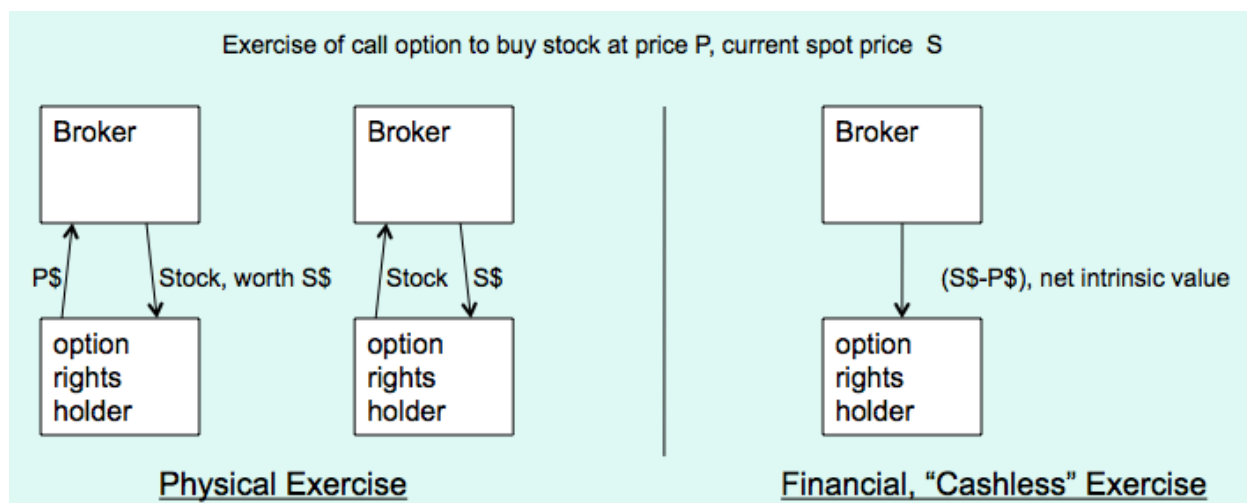 Exercise of call option to buy stock at price P, current spot price  S
Broker
Broker
Broker
P$
Stock, worth S$
Stock
S$
(S$-P$), net intrinsic value
option
rights
holder
option
rights
holder
option
rights
holder
Physical Exercise
Financial, “Cashless” Exercise